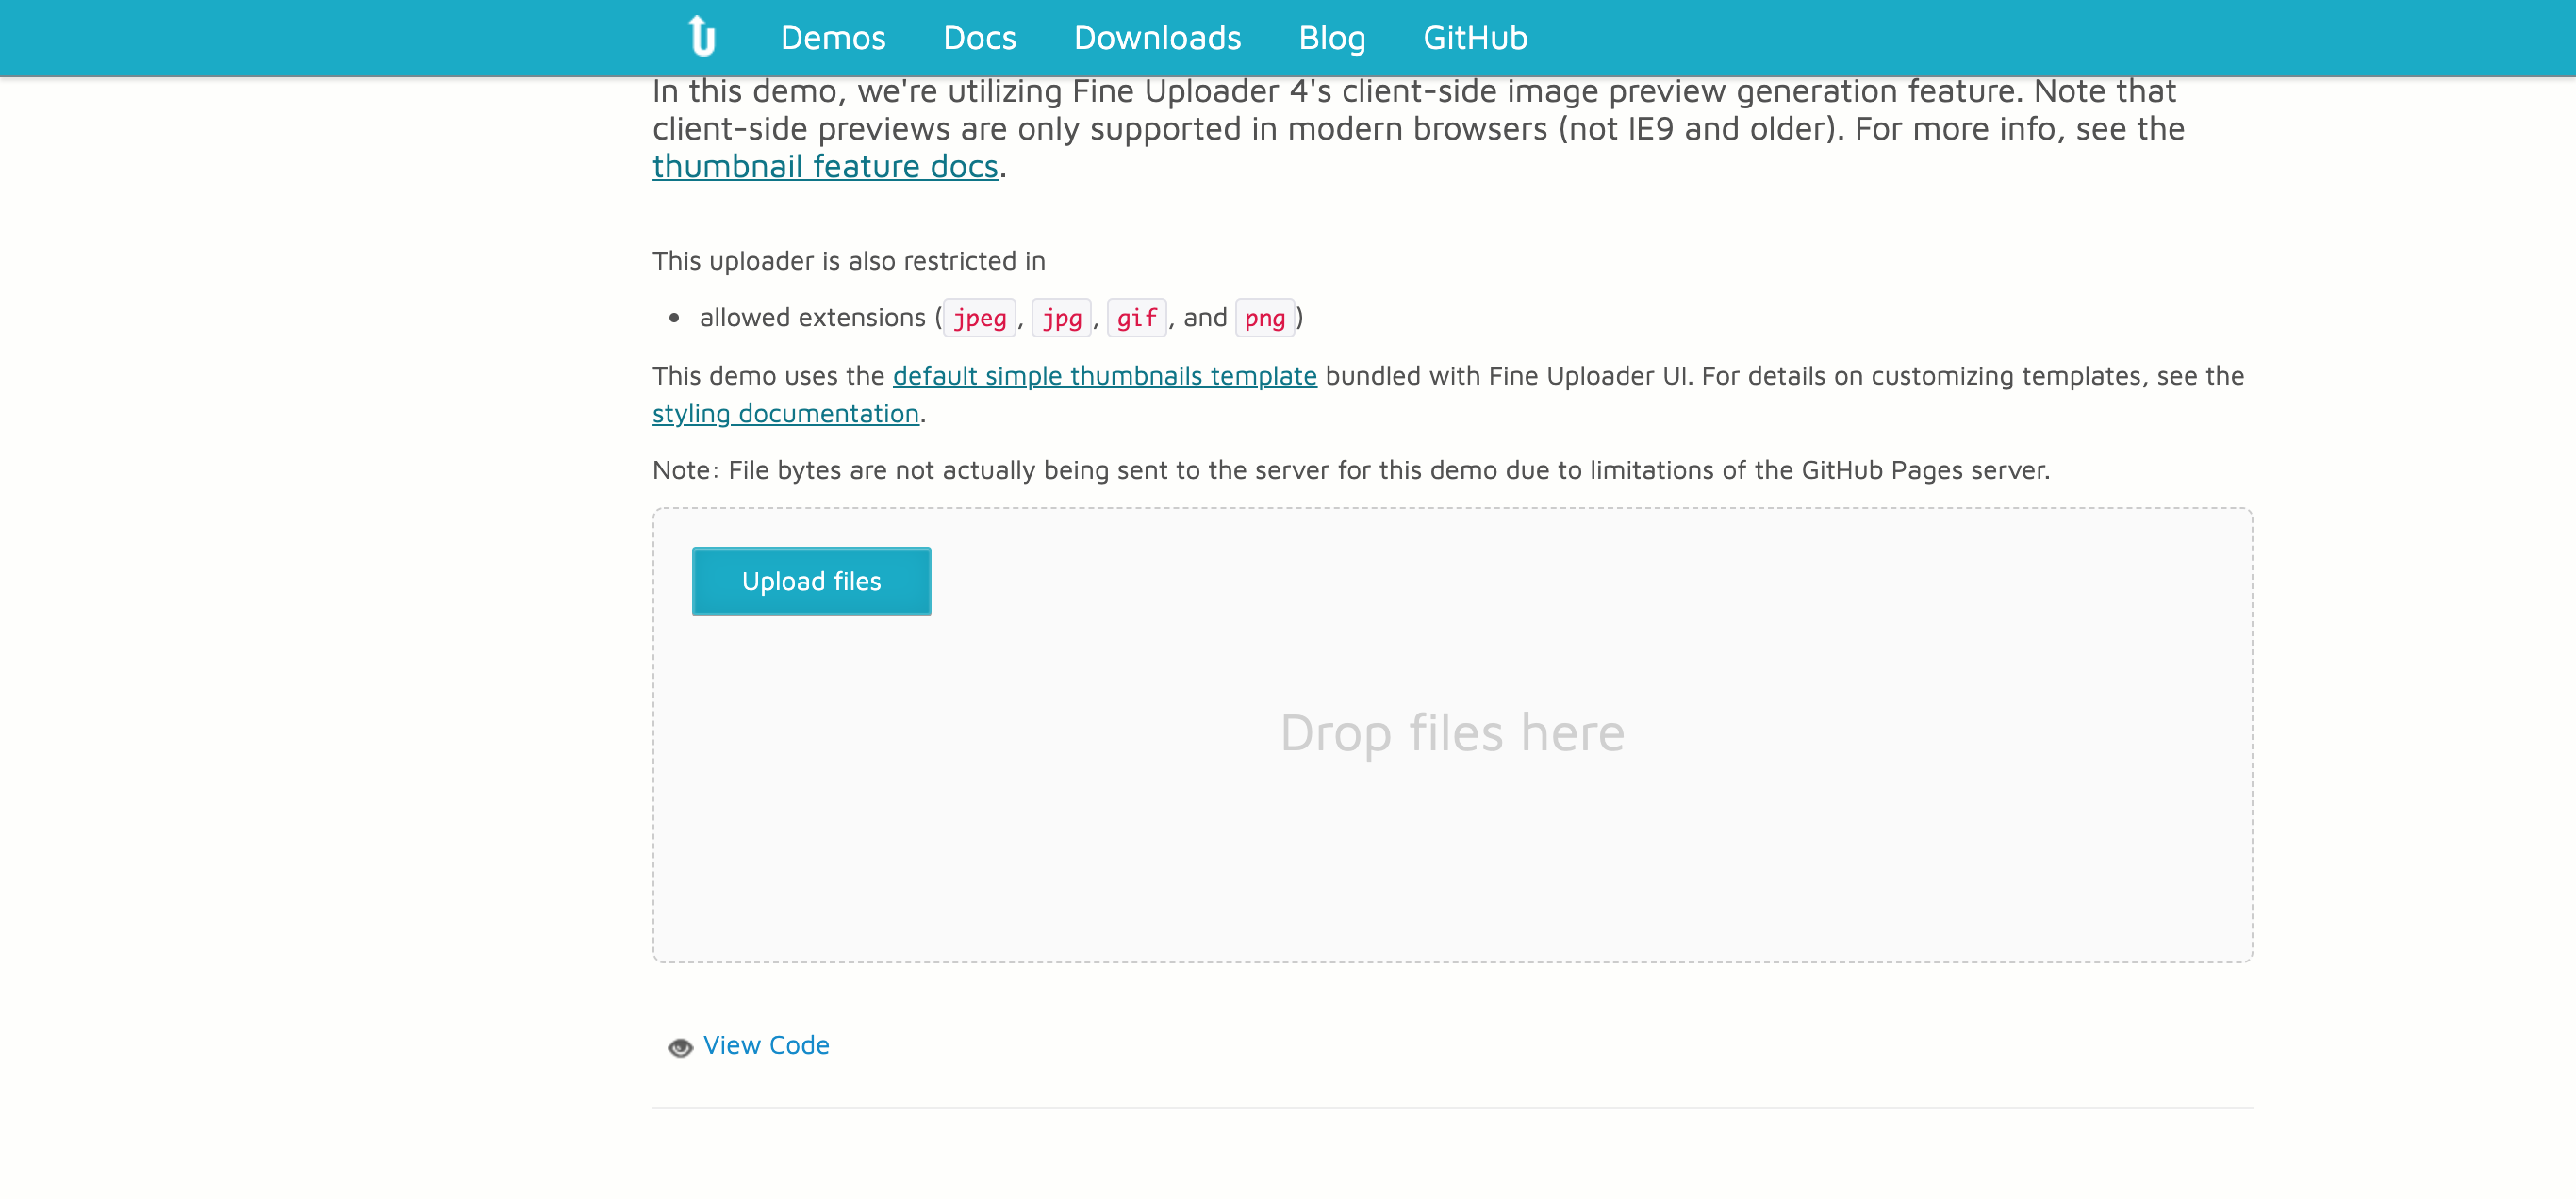 Demos Docs Downloads Blog GitHub
In this demo, we're utilizing Fine Uploader 4's client-side image preview generation feature. Note that
client-side previews are only supported in modern browsers (not IE9 and older). For more info, see the
thumbnail feature docs.
This uploader is also restricted in
• allowed extensions (jpeg, jpg, gif, and png)
This demo uses the default simple thumbnails template bundled with Fine Uploader UI. For details on customizing templates, see the
styling documentation.
Note: File bytes are not actually being sent to the server for this demo due to limitations of the GitHub Pages server.
Upload files
Drop files here
View Code